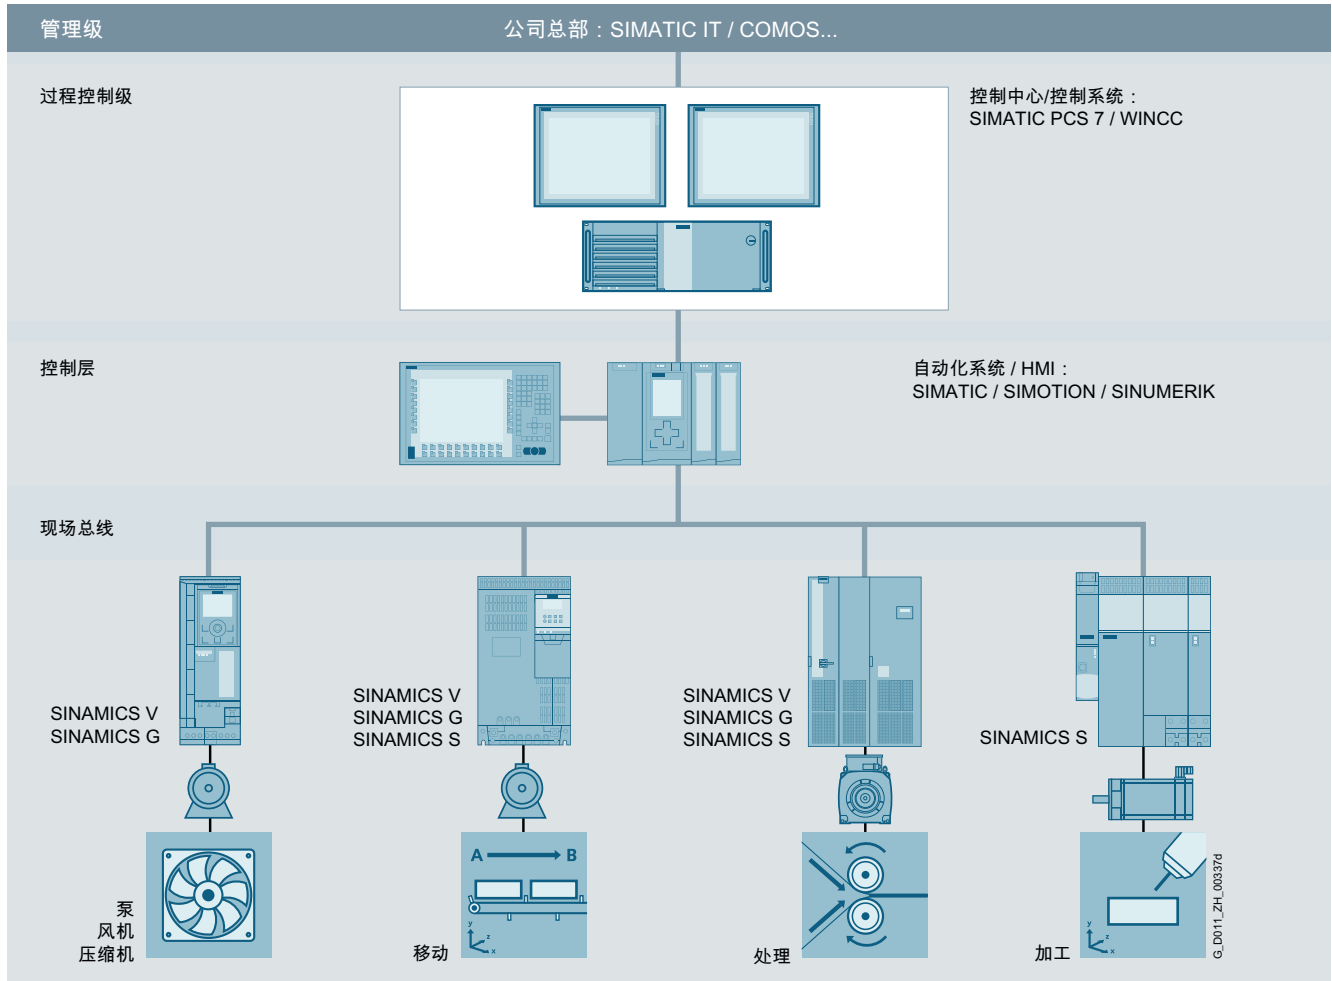 管理级
公司总部：SIMATIC IT / COMOS...
过程控制级
控制中心/控制系统：
SIMATIC PCS 7 / WINCC
控制层
自动化系统 / HMI：
SIMATIC / SIMOTION / SINUMERIK
现场总线
SINAMICS V
SINAMICS G
SINAMICS V
SINAMICS G
SINAMICS S
SINAMICS V
SINAMICS G
SINAMICS S
SINAMICS S
泵
风机
压缩机
A B
y
z
x
移动
处理
y
z
x
加工
G_D011_ZH_00337d